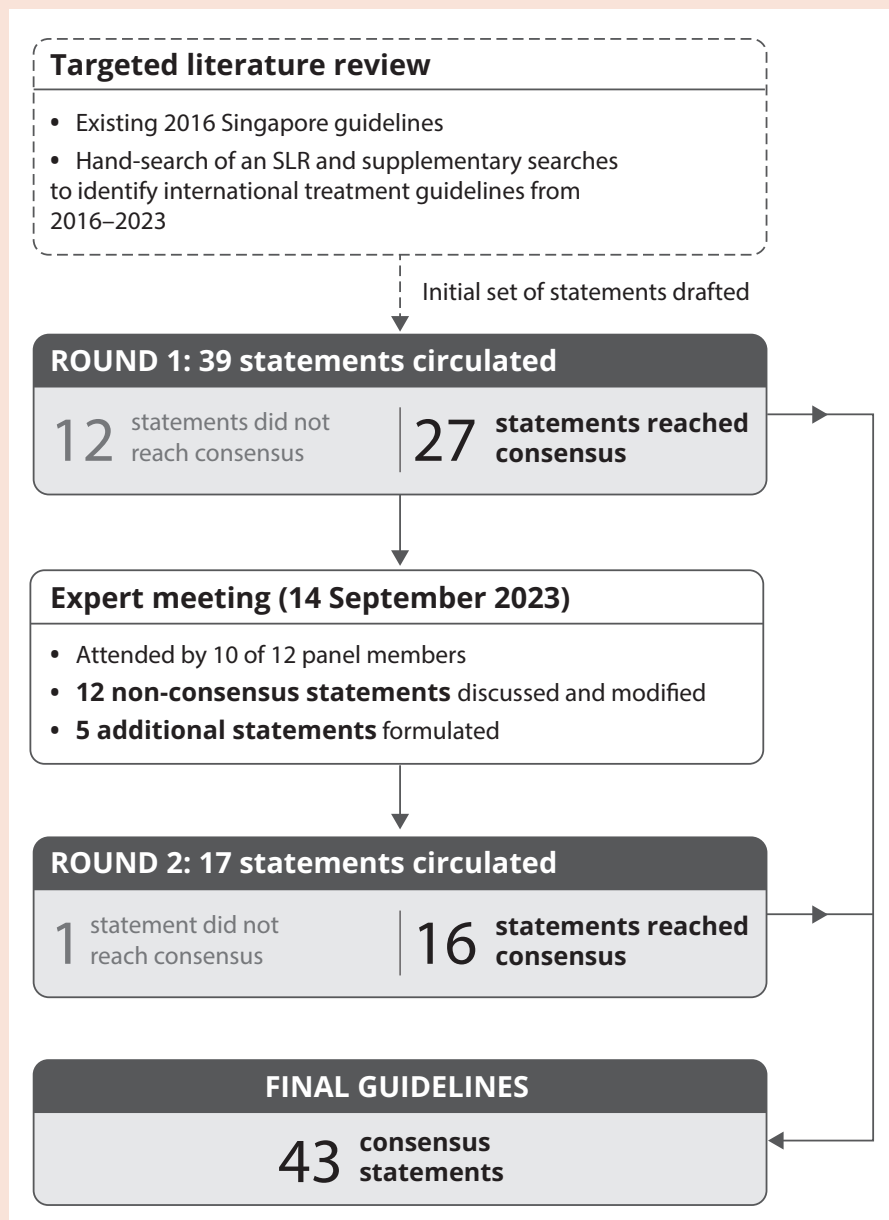 Targeted literature review
• Existing 2016 Singapore guidelines
• Hand-search of an SLR and supplementary searches
to identify international treatment guidelines from
2016–2023
Initial set of statements drafted
ROUND 1: 39 statements circulated
12 statements did not
reach consensus
27 statements reached
consensus
Expert meeting (14 September 2023)
• Attended by 10 of 12 panel members
• 12 non-consensus statements discussed and modified
• 5 additional statements formulated
ROUND 2: 17 statements circulated
1 statement did not
reach consensus
16 statements reached
consensus
FINAL GUIDELINES
43 consensus
statements